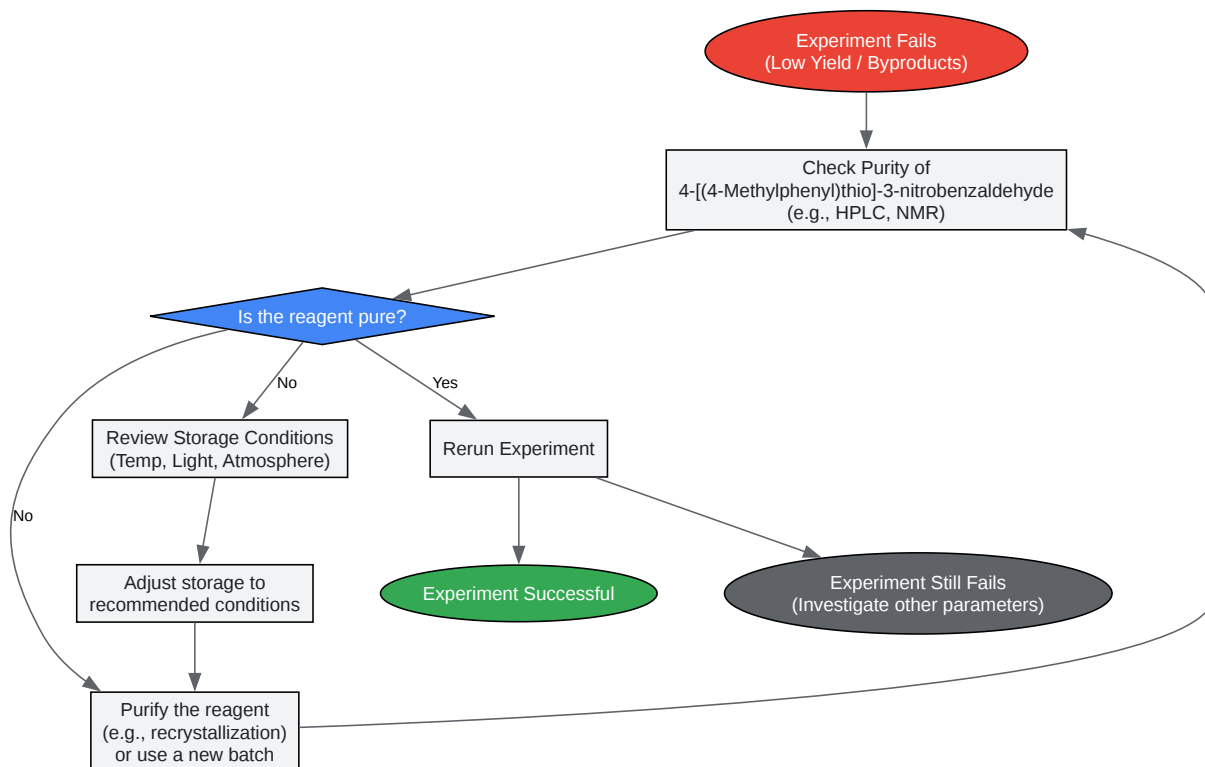 Experiment Fails
(Low Yield / Byproducts)
Check Purity of
4-[(4-Methylphenyl)thio]-3-nitrobenzaldehyde
(e.g., HPLC, NMR)
Is the reagent pure?
No
Yes
Review Storage Conditions
(Temp, Light, Atmosphere)
Rerun Experiment
No
Adjust storage to
recommended conditions
Experiment Successful
Experiment Still Fails
(Investigate other parameters)
Purify the reagent
(e.g., recrystallization)
or use a new batch